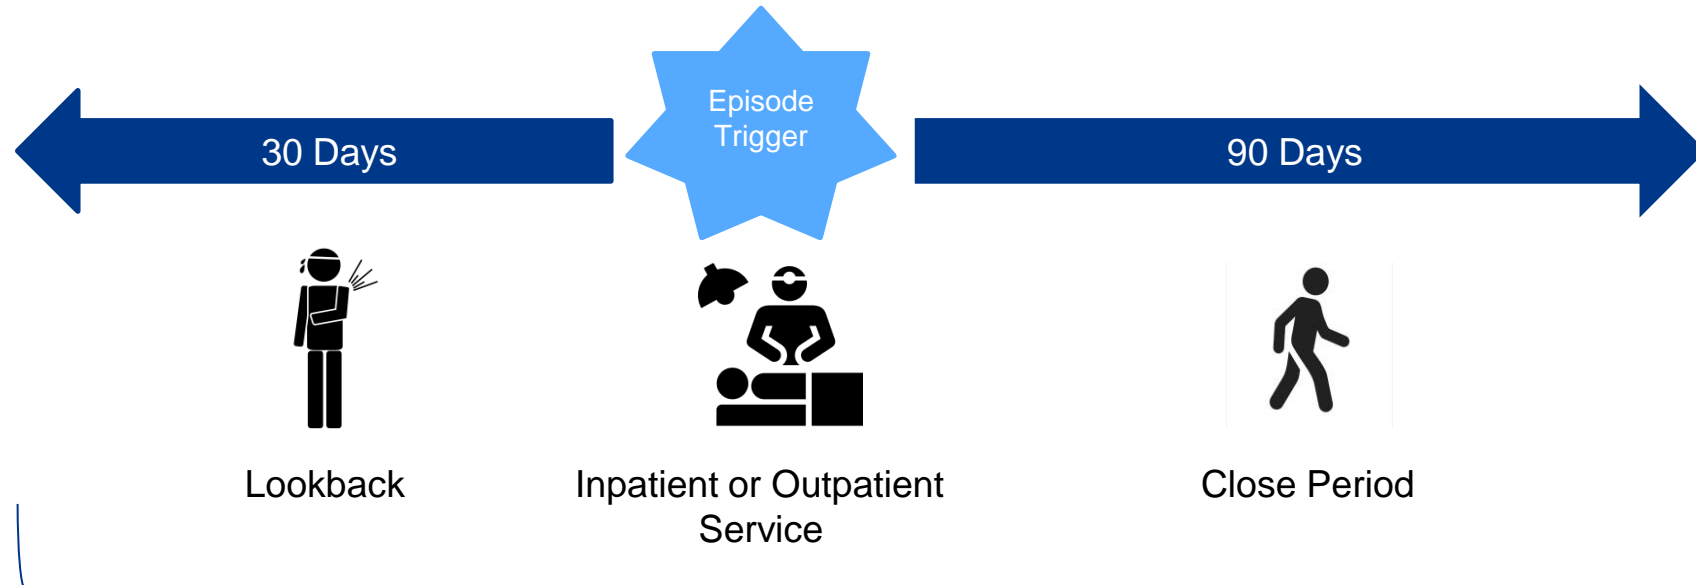 Episode
Trigger
30 Days
90 Days
Lookback
Inpatient or Outpatient
Service
Close Period